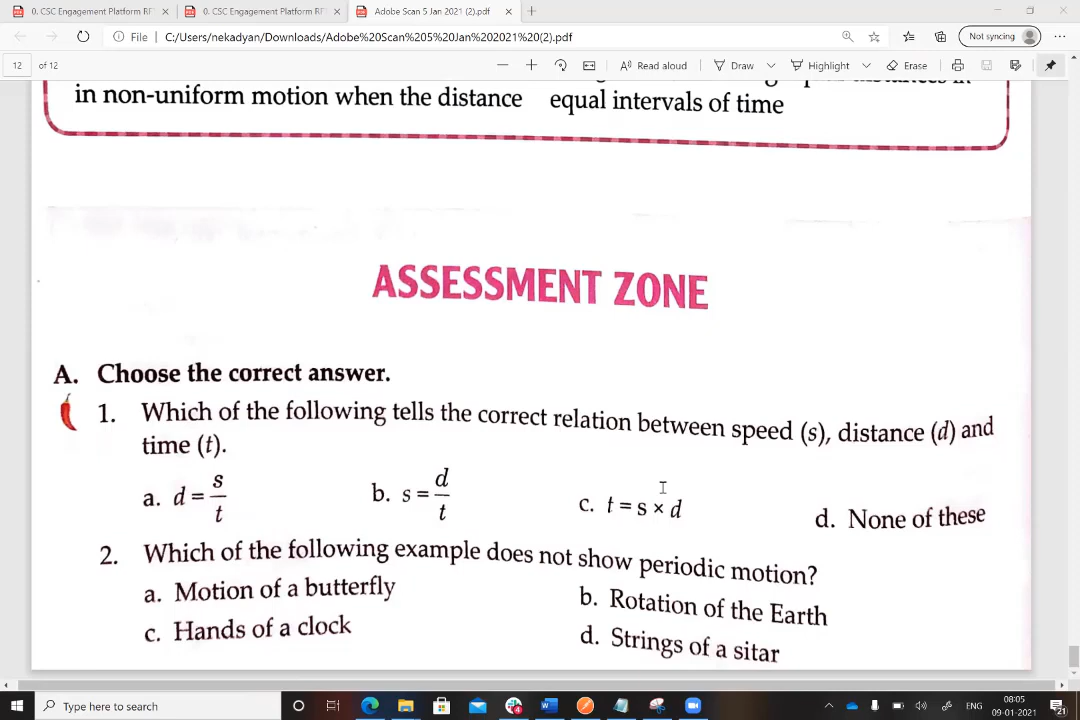 0. CSC Engagement Platform RF
0. CSC Engagement Platform RF
Adobe Scan 5 Jan 2021 (2).pdf
File | C:/Users/nekadyan/Downloads/Adobe%20Scan%205%20Jan%202021%20(2).pdf
Not syncing
12 of 12
Read aloud
Draw
Highlight
Erase
in non-uniform motion when the distance
equal intervals of time
ASSESSMENT ZONE
A. Choose the correct answer.
1. Which of the following tells the correct relation between speed (s), distance (d) and
time (t).
a. d = s/t
b. s = d/t
c. t = s × d
d. None of these
2. Which of the following example does not show periodic motion?
a. Motion of a butterfly
b. Rotation of the Earth
c. Hands of a clock
d. Strings of a sitar
Type here to search
ENG
08:05
09-01-2021
21